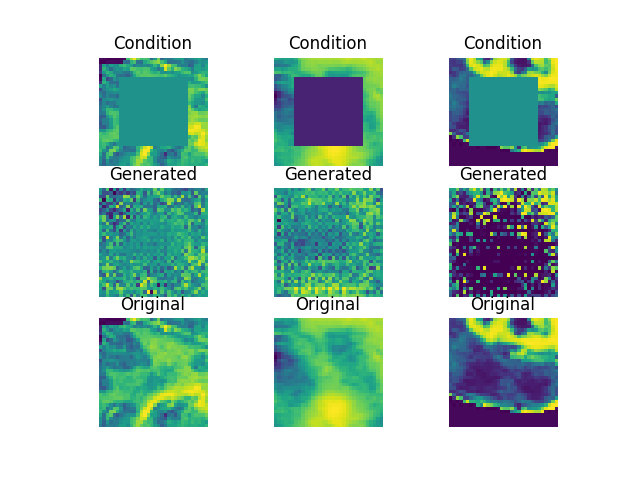 Condition Condition Condition
Generated Generated Generated
Original Original Original